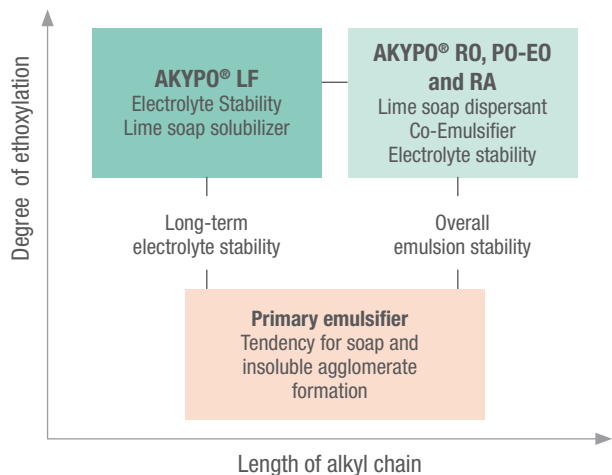 Degree of ethoxylation
AKYPO® LF
Electrolyte Stability
Lime soap solubilizer
AKYPO® RO, PO-EO
and RA
Lime soap dispersant
Co-Emulsifier
Electrolyte stability
Long-term
electrolyte stability
Overall
emulsion stability
Primary emulsifier
Tendency for soap and
insoluble agglomerate
formation
Length of alkyl chain